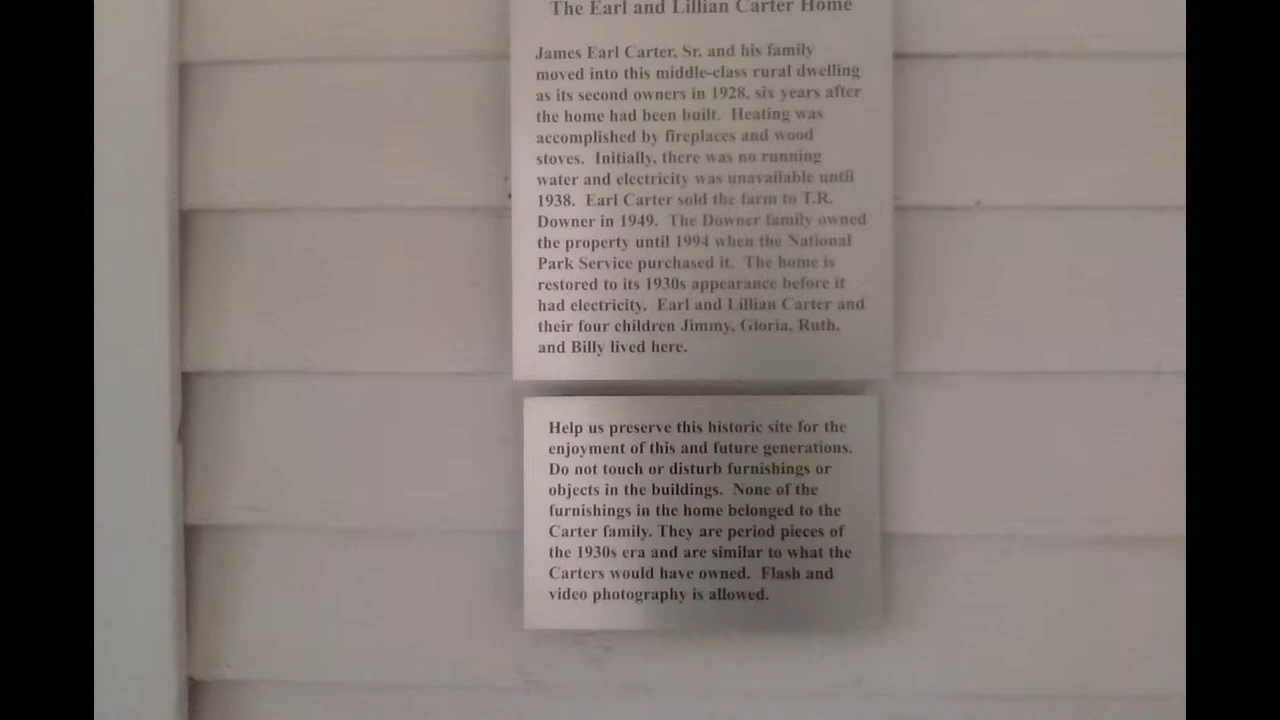 The Earl and Lillian Carter Home
James Earl Carter, Sr. and his family
moved into this middle-class rural dwelling
as its second owners in 1928, six years after
the home had been built. Heating was
accomplished by fireplaces and wood
stoves. Initially, there was no running
water and electricity was unavailable until
1938. Earl Carter sold the farm to T.R.
Downer in 1949. The Downer family owned
the property until 1994 when the National
Park Service purchased it. The home is
restored to its 1930s appearance before it
had electricity. Earl and Lillian Carter and
their four children Jimmy, Gloria, Ruth,
and Billy lived here.
Help us preserve this historic site for the
enjoyment of this and future generations.
Do not touch or disturb furnishings or
objects in the buildings. None of the
furnishings in the home belonged to the
Carter family. They are period pieces of
the 1930s era and are similar to what the
Carters would have owned. Flash and
video photography is allowed.